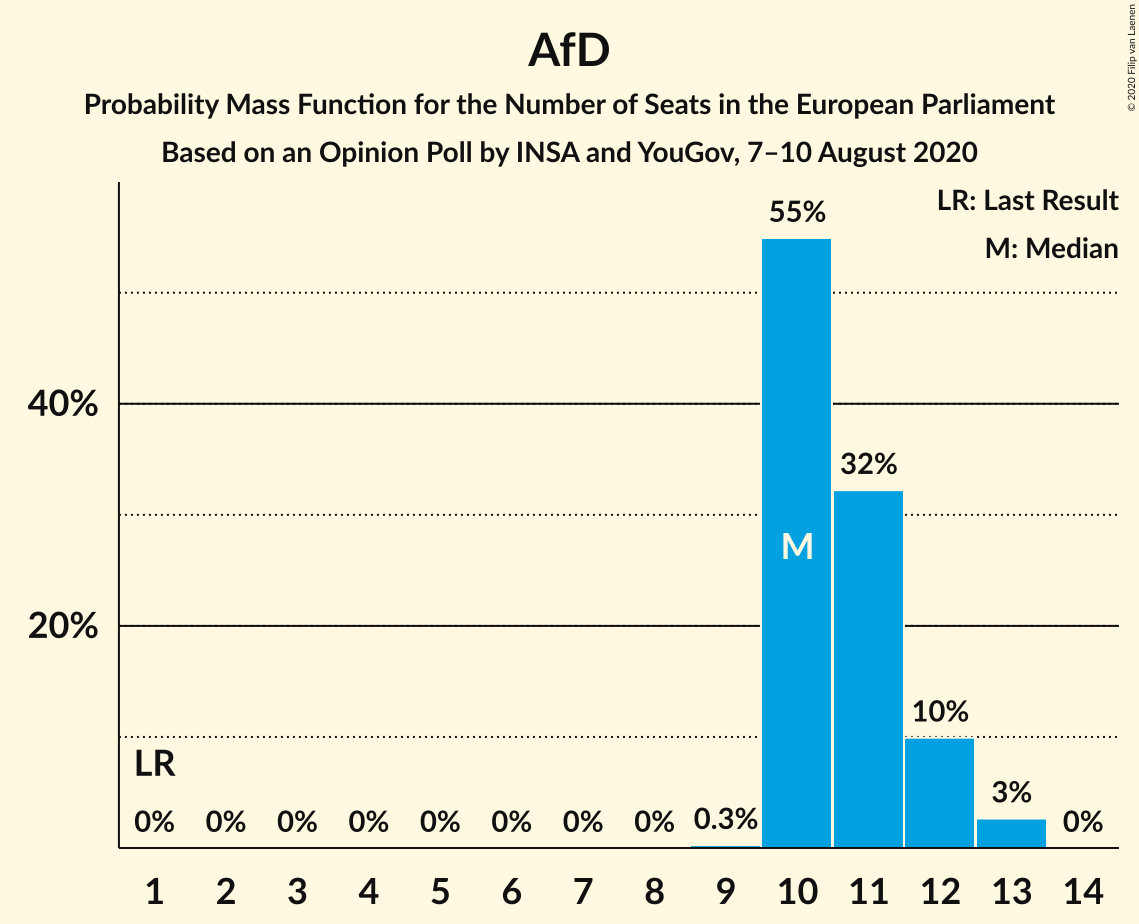 AfD
Probability Mass Function for the Number of Seats in the European Parliament
Based on an Opinion Poll by INSA and YouGov, 7–10 August 2020
© 2020 Filip van Laenen
LR: Last Result
M: Median
55%
40%
32%
M
20%
10%
LR
3%
0% 0% 0% 0% 0% 0% 0% 0% 0.3% 0%
1 2 3 4 5 6 7 8 9 10 11 12 13 14